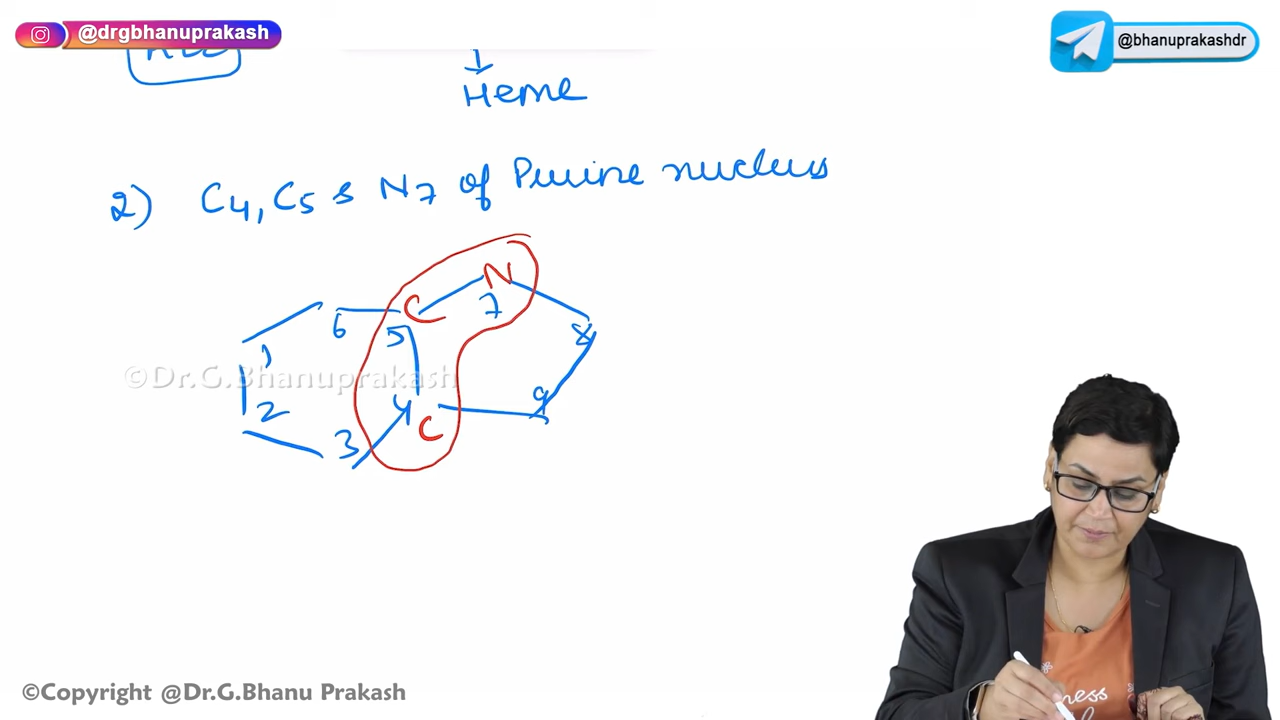 @drgbhanuprakash
@bhanuprakashdr
Heme
2) C4, C5 & N7 of Purine nucleus
N
C
7
6
5
8
1
©Dr.G.Bhanuprakash
2
4
9
C
3
©Copyright @Dr.G.Bhanu Prakash